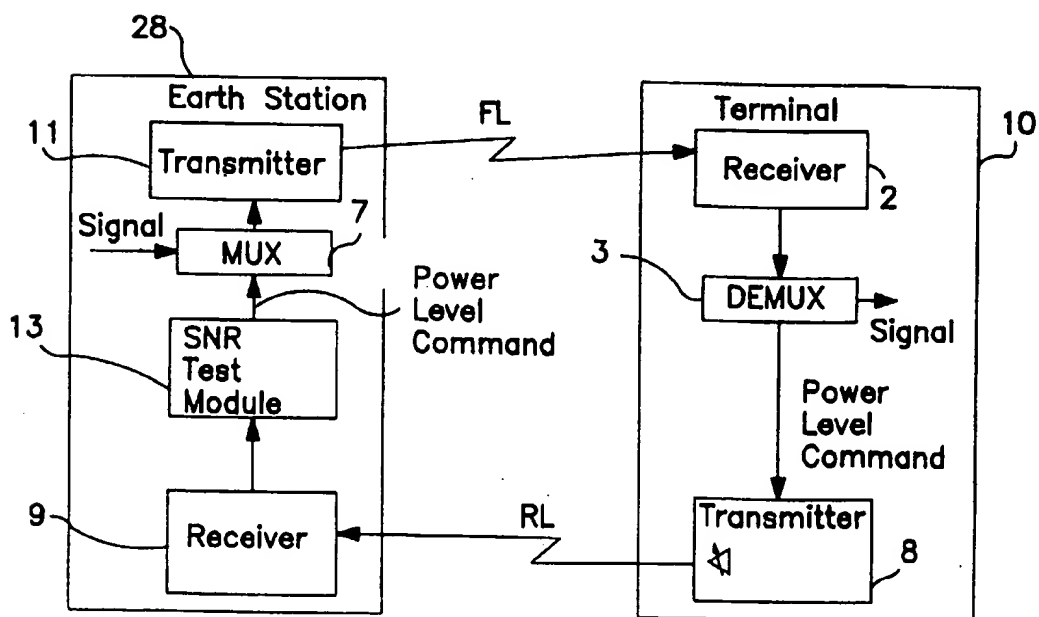 28
Earth Station
11
Transmitter
FL
Terminal
10
Receiver
2
Signal
7
MUX
3
DEMUX
Signal
Power
Level
Command
13
SNR
Test
Module
Power
Level
Command
9
Receiver
RL
Transmitter
8